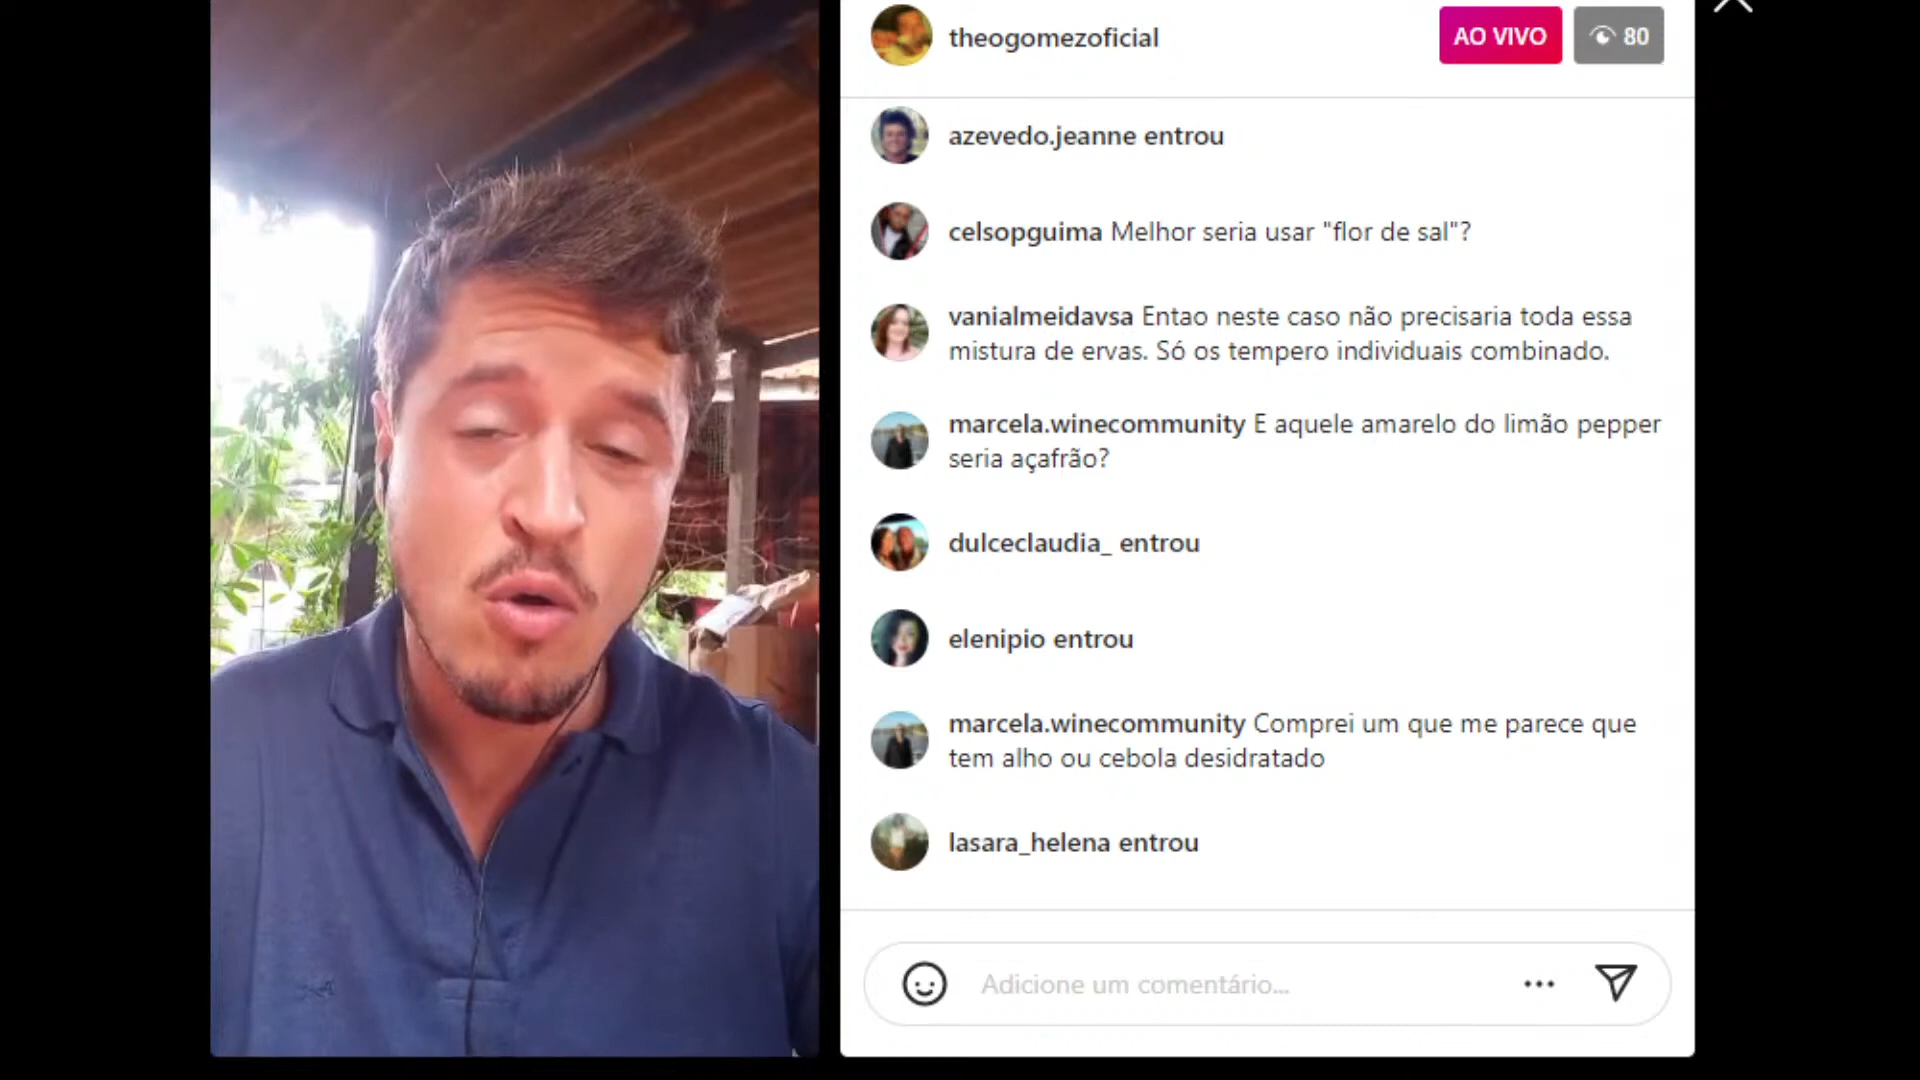 theogomezoficial
AO VIVO
80
azevedo.jeanne entrou
celsopguima Melhor seria usar "flor de sal"?
vanialmeidavsa Entao neste caso não precisaria toda essa
mistura de ervas. Só os tempero individuais combinado.
marcela.winecommunity E aquele amarelo do limão pepper
seria açafrão?
dulceclaudia_ entrou
elenipio entrou
marcela.winecommunity Comprei um que me parece que
tem alho ou cebola desidratado
lasara_helena entrou
Adicione um comentário...